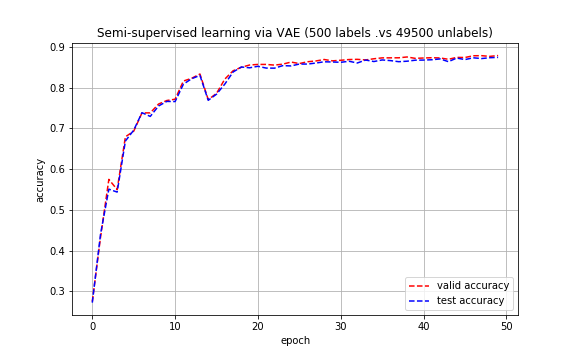 Semi-supervised learning via VAE (500 labels .vs 49500 unlabels)
0.9
0.8
0.7
0.6
0.5
0.4
0.3
accuracy
valid accuracy
test accuracy
0 10 20 30 40 50
epoch